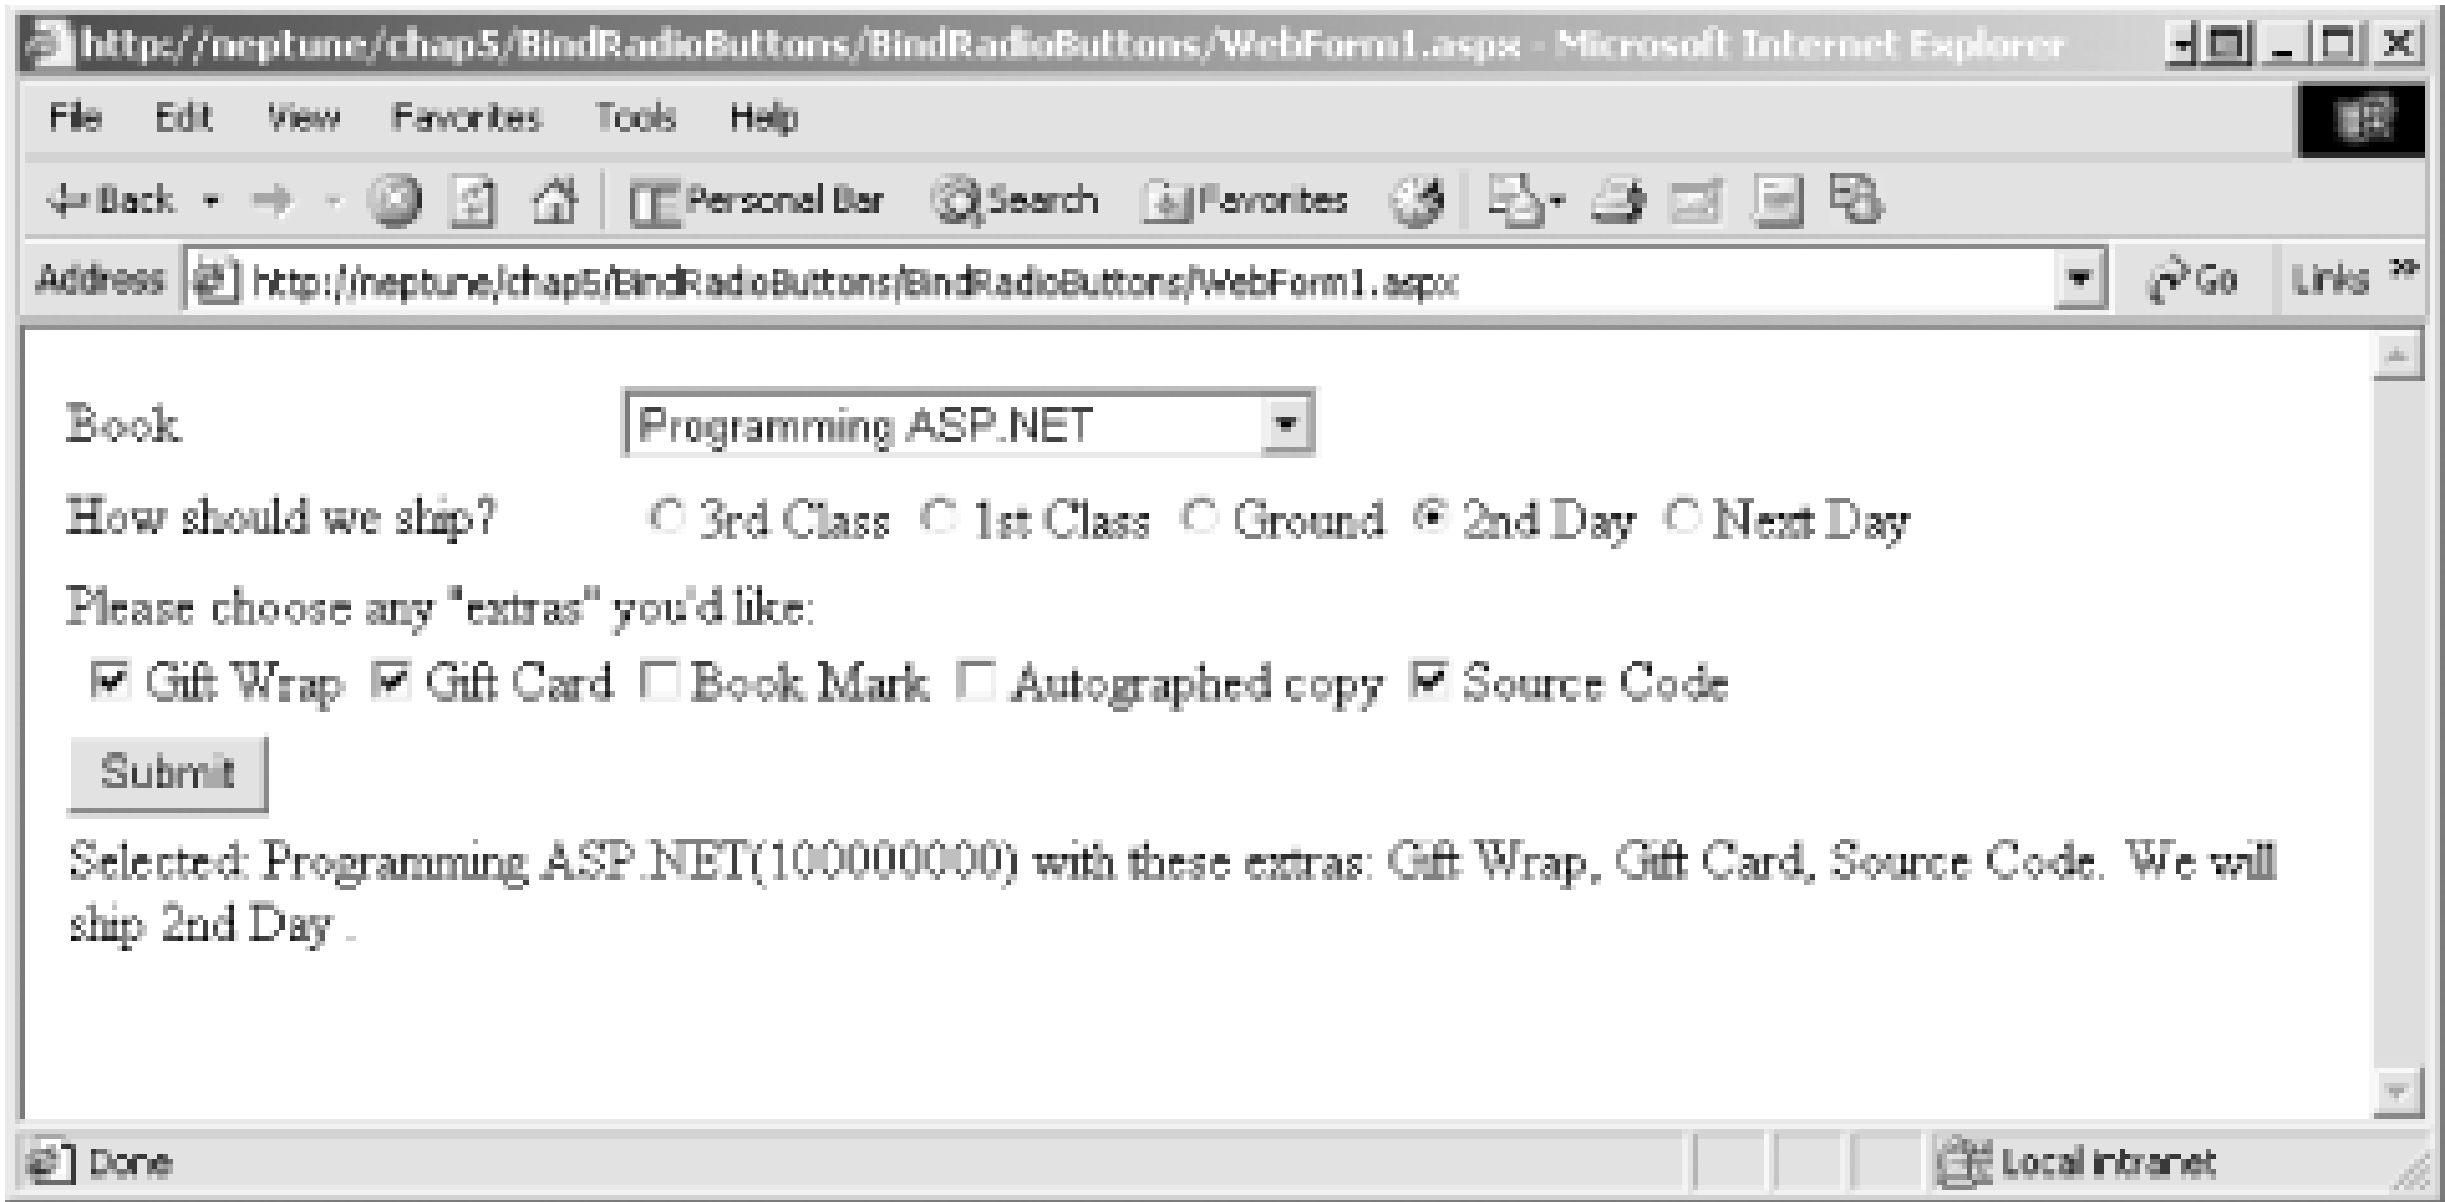 http://neptune/chap5/BindRadioButtons/BindRadioButtons/WebForm1.aspx - Microsoft Internet Explorer
File Edit View Favorites Tools Help
Back Personal Bar Search Favorites
Address http://neptune/chap5/BindRadioButtons/BindRadioButtons/WebForm1.aspx Go Links »
Book Programming ASP.NET
How should we ship? 3rd Class 1st Class Ground 2nd Day Next Day
Please choose any "extras" you'd like:
Gift Wrap Gift Card Book Mark Autographed copy Source Code
Submit
Selected: Programming ASP.NET(100000000) with these extras: Gift Wrap, Gift Card, Source Code. We will
ship 2nd Day .
Done Local intranet